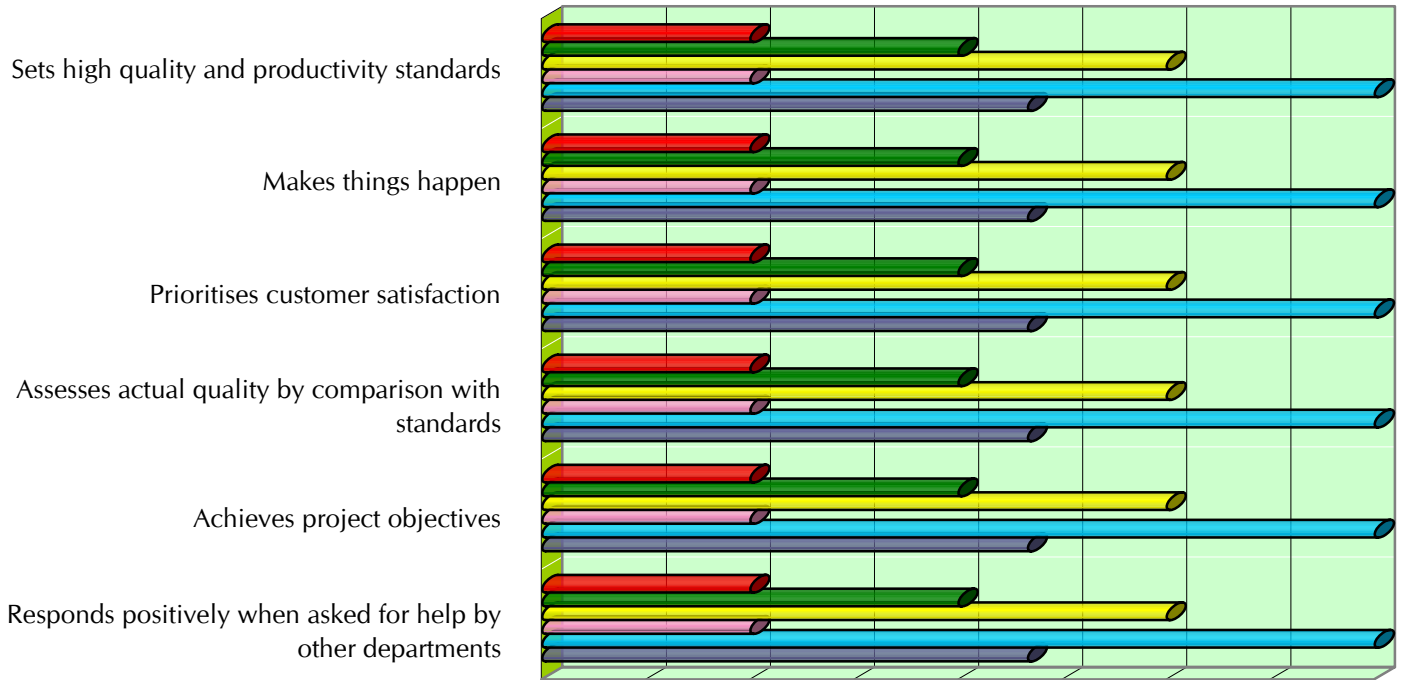 Sets high quality and productivity standards
Makes things happen
Prioritises customer satisfaction
Assesses actual quality by comparison with
standards
Achieves project objectives
Responds positively when asked for help by
other departments